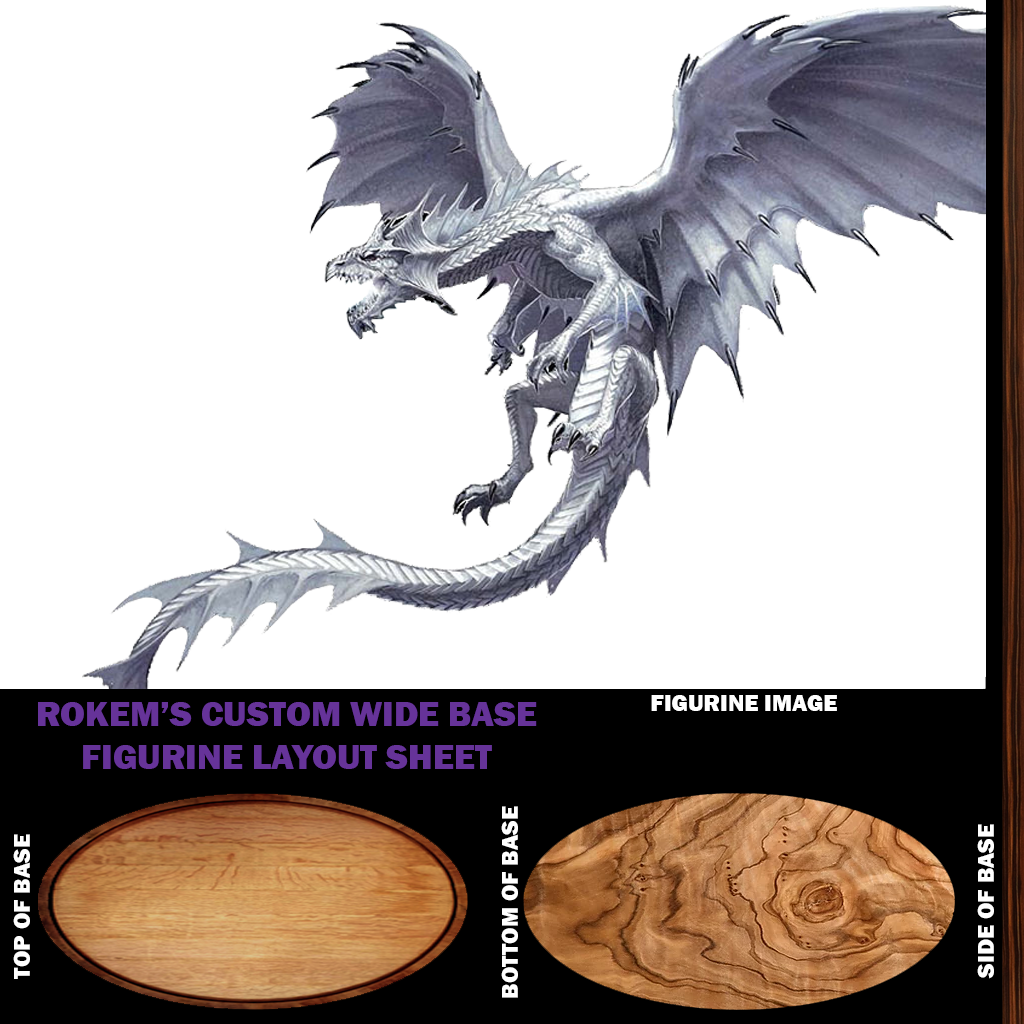 ROKEM’S CUSTOM WIDE BASE
FIGURINE LAYOUT SHEET
FIGURINE IMAGE
TOP OF BASE
BOTTOM OF BASE
SIDE OF BASE